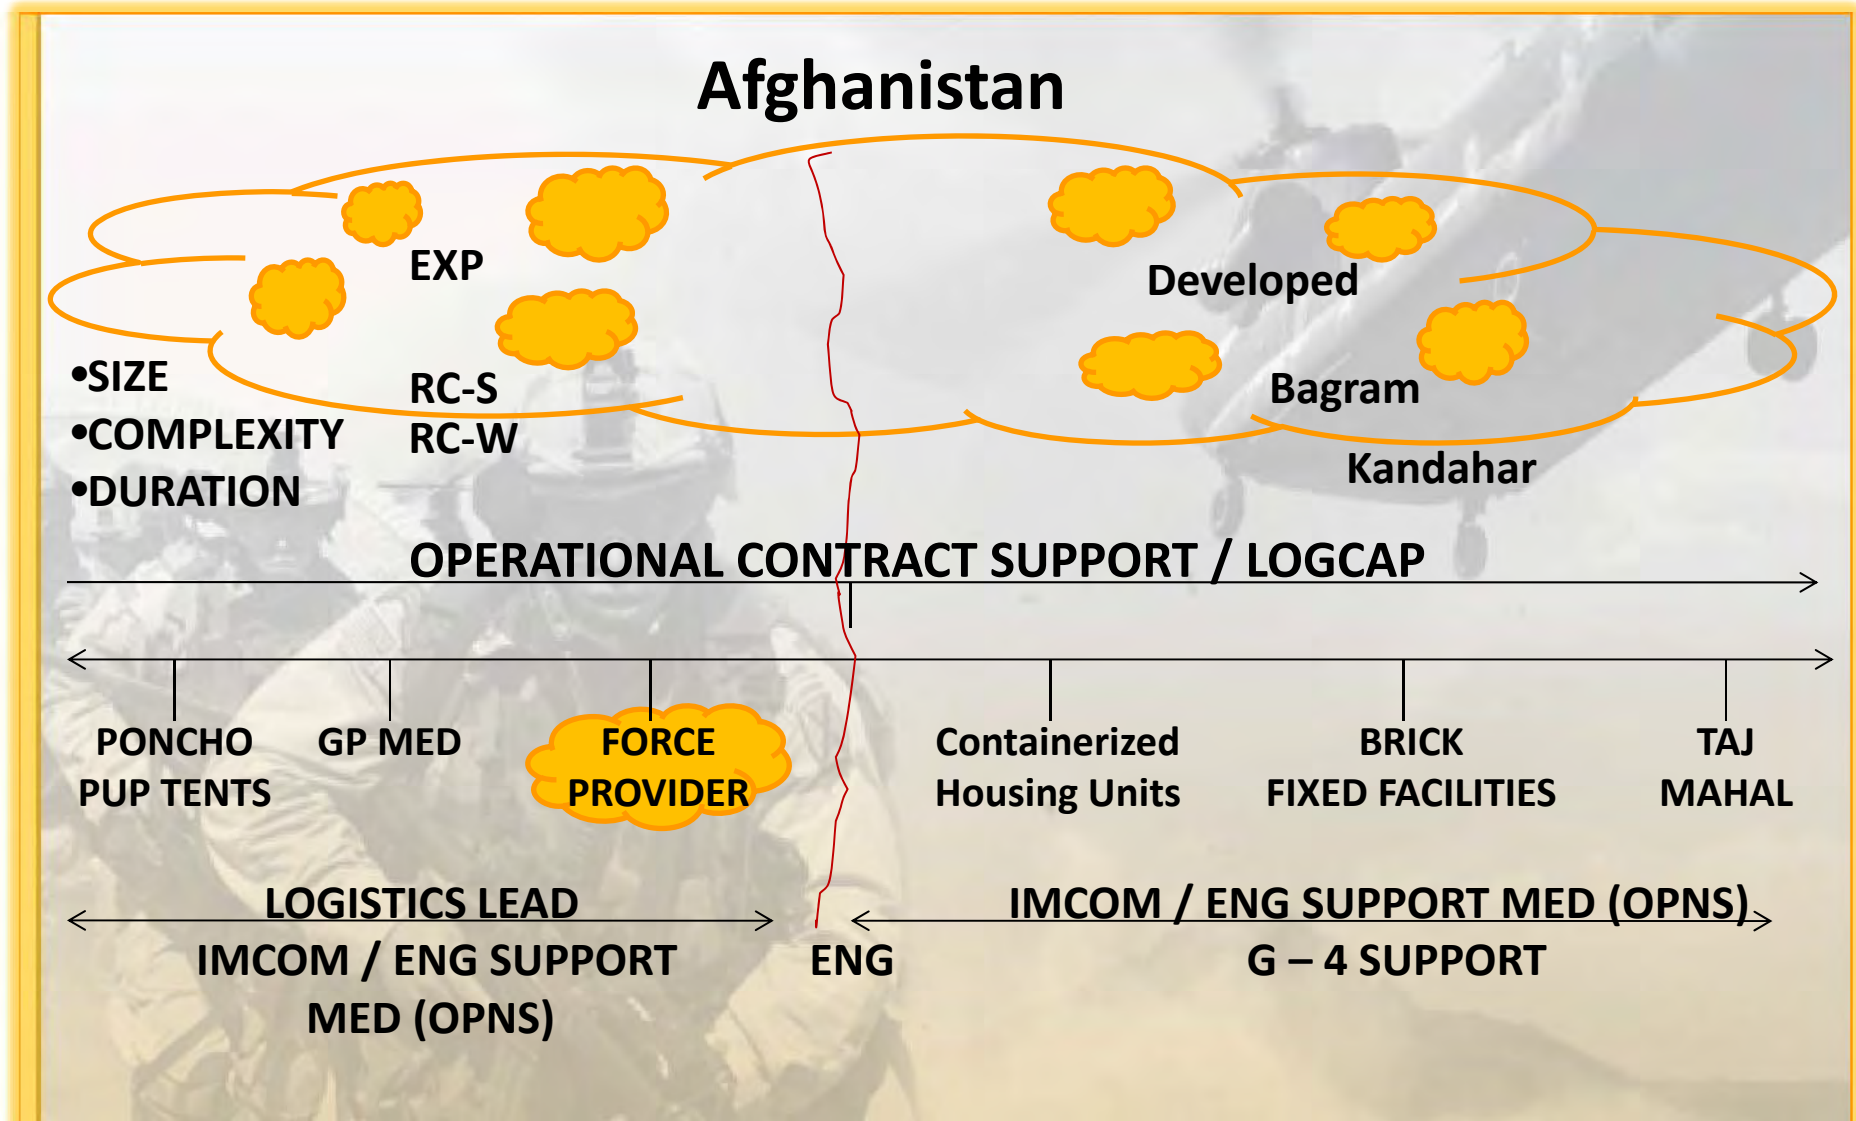 Afghanistan
EXP
Developed
•SIZE
•COMPLEXITY
•DURATION
RC-S
RC-W
Bagram
Kandahar
OPERATIONAL CONTRACT SUPPORT / LOGCAP
PONCHO
PUP TENTS
GP MED
FORCE
PROVIDER
Containerized
Housing Units
BRICK
FIXED FACILITIES
TAJ
MAHAL
LOGISTICS LEAD
IMCOM / ENG SUPPORT
MED (OPNS)
ENG
IMCOM / ENG SUPPORT MED (OPNS)
G – 4 SUPPORT